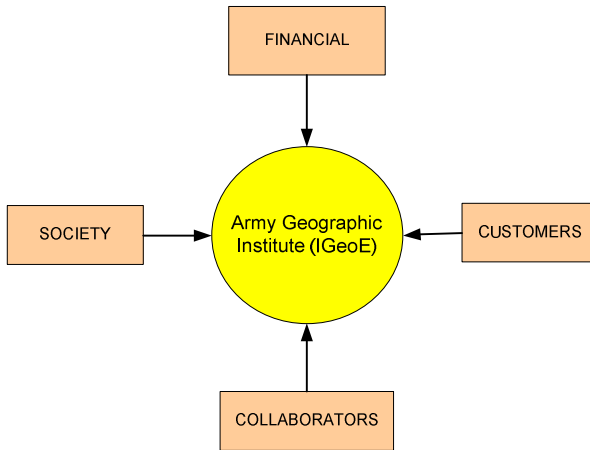 FINANCIAL
SOCIETY
Army Geographic
Institute (IGeoE)
CUSTOMERS
COLLABORATORS